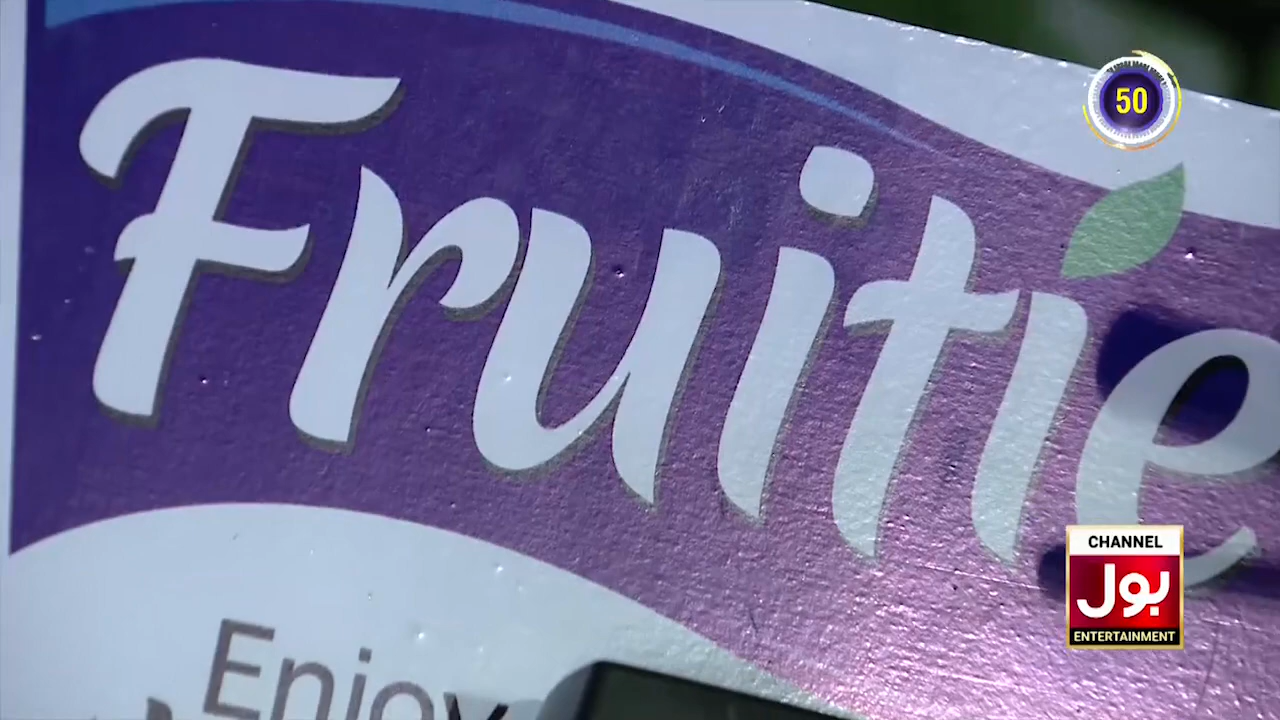 50
Fruitie
Enjoy
CHANNEL
بول
ENTERTAINMENT